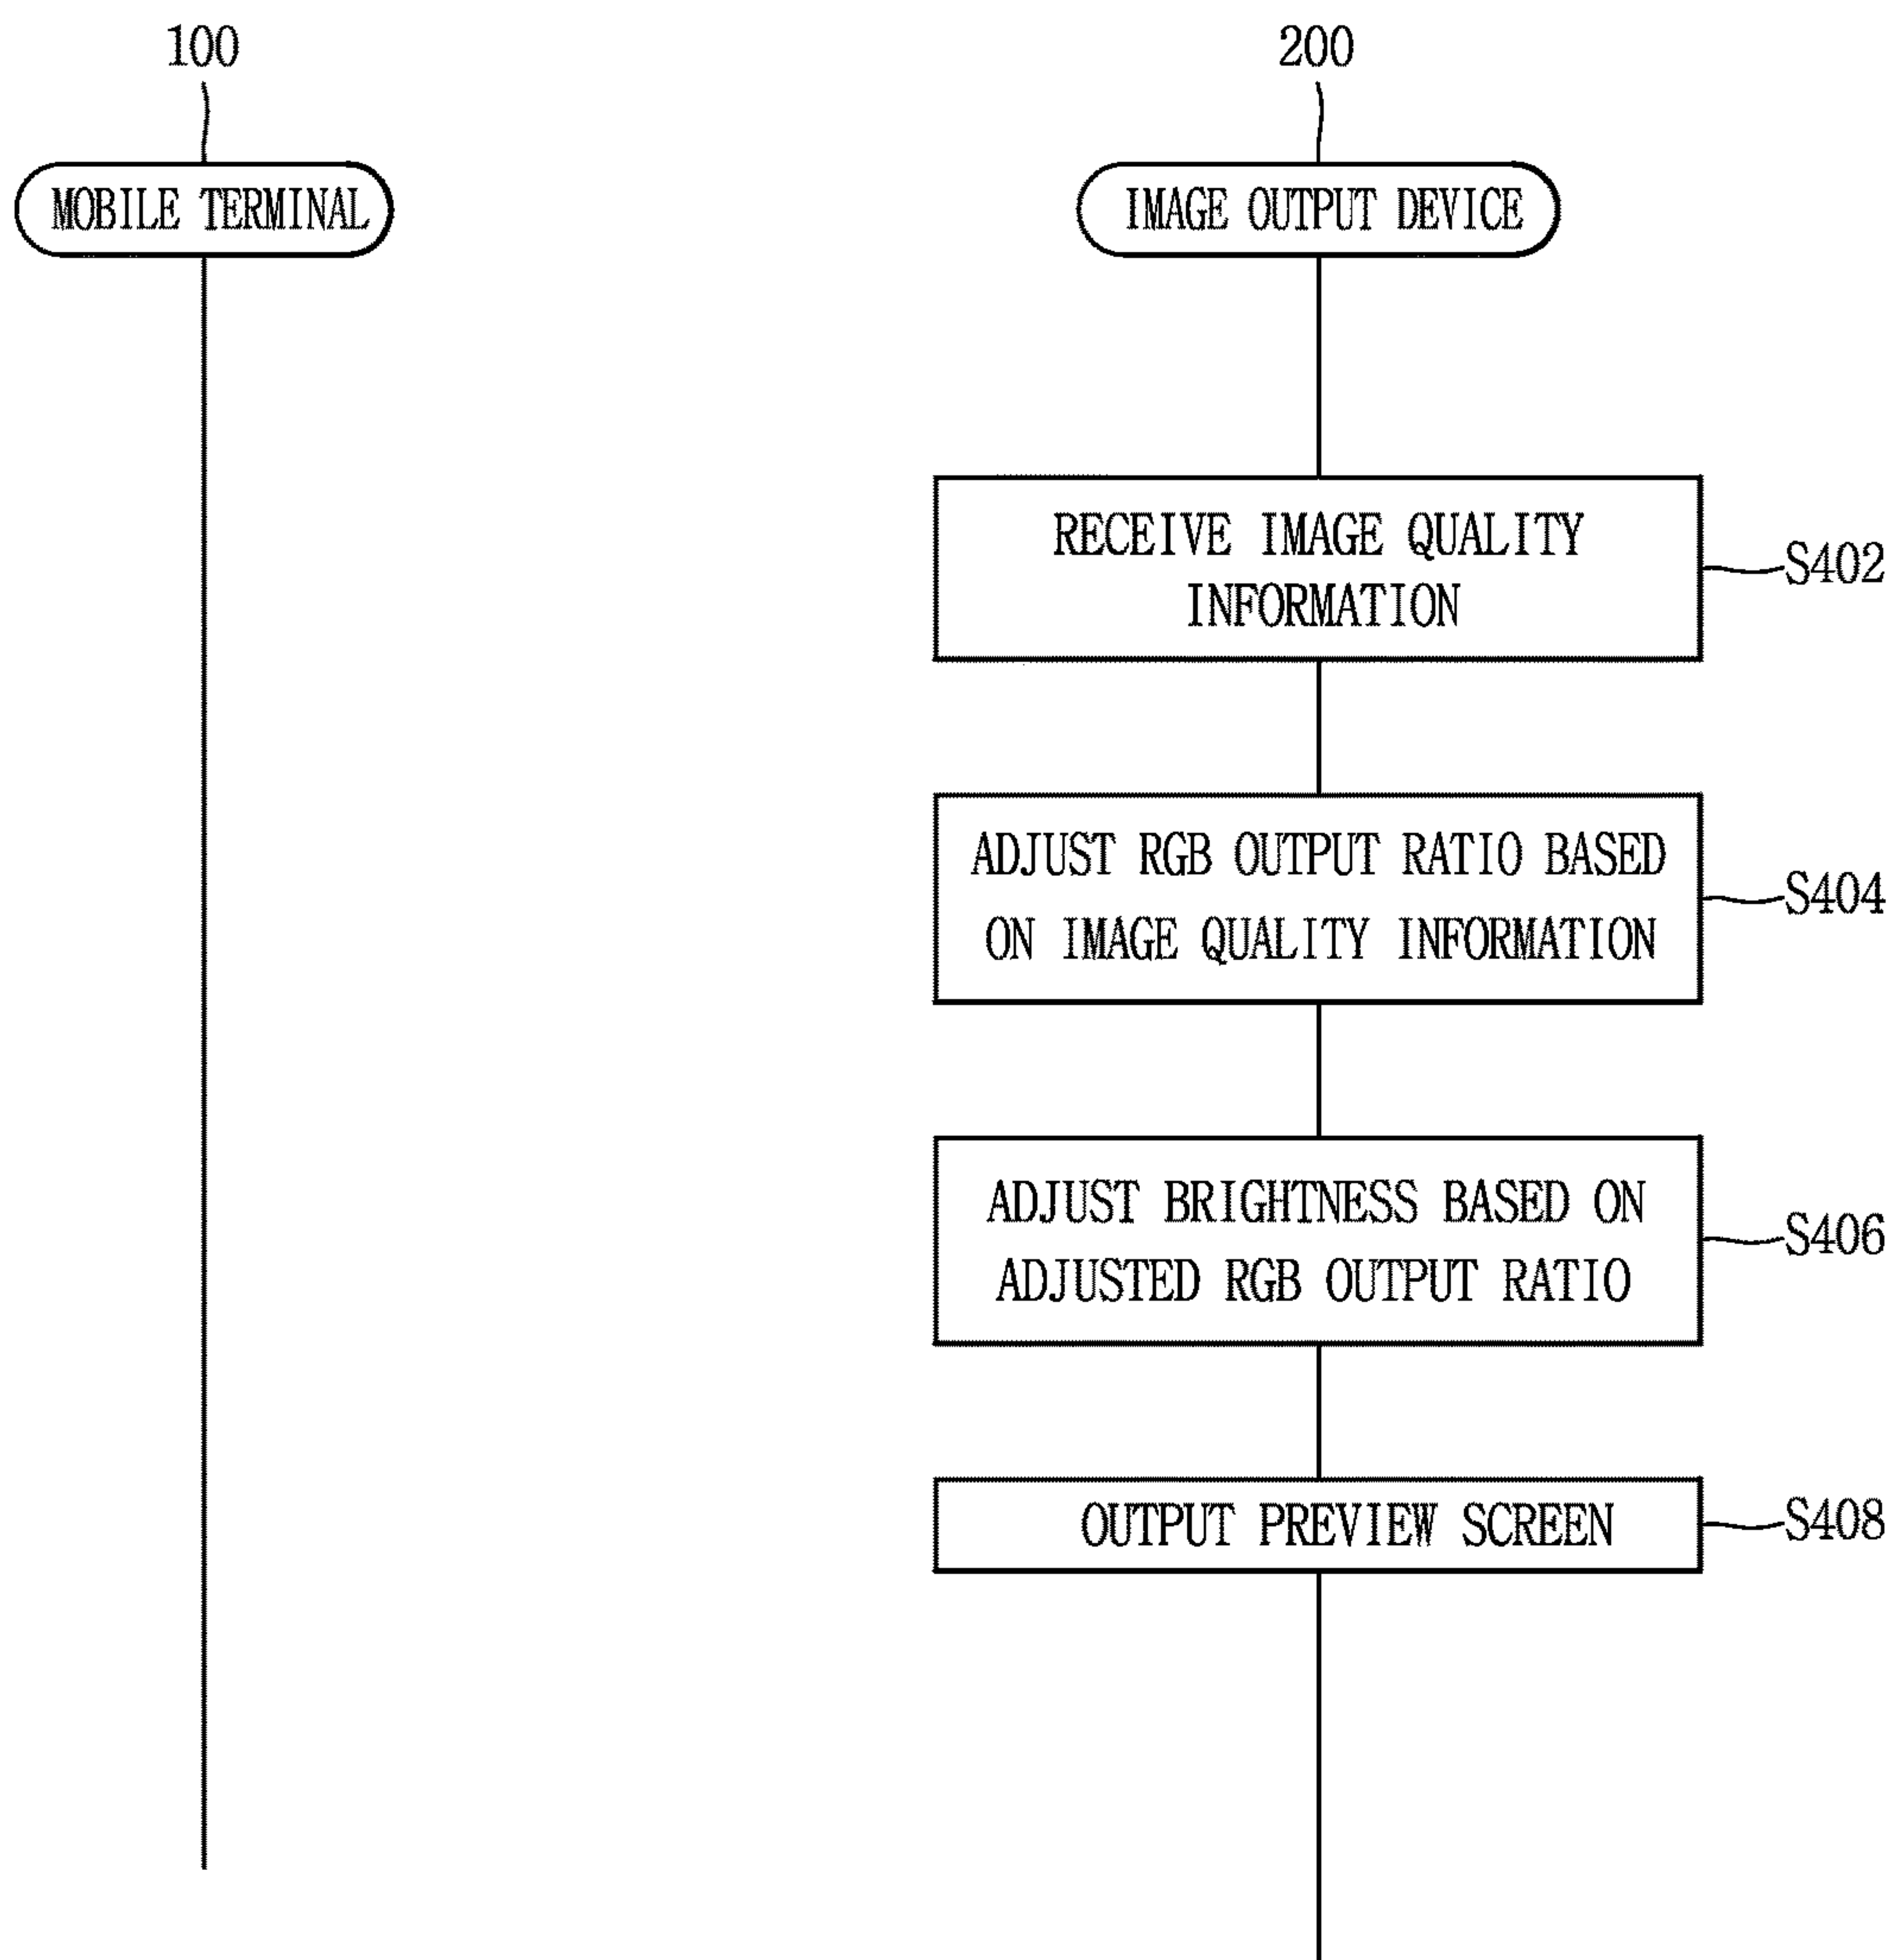 100
200
MOBILE TERMINAL
IMAGE OUTPUT DEVICE
RECEIVE IMAGE QUALITY
INFORMATION
S402
ADJUST RGB OUTPUT RATIO BASED
ON IMAGE QUALITY INFORMATION
S404
ADJUST BRIGHTNESS BASED ON
ADJUSTED RGB OUTPUT RATIO
S406
OUTPUT PREVIEW SCREEN
S408